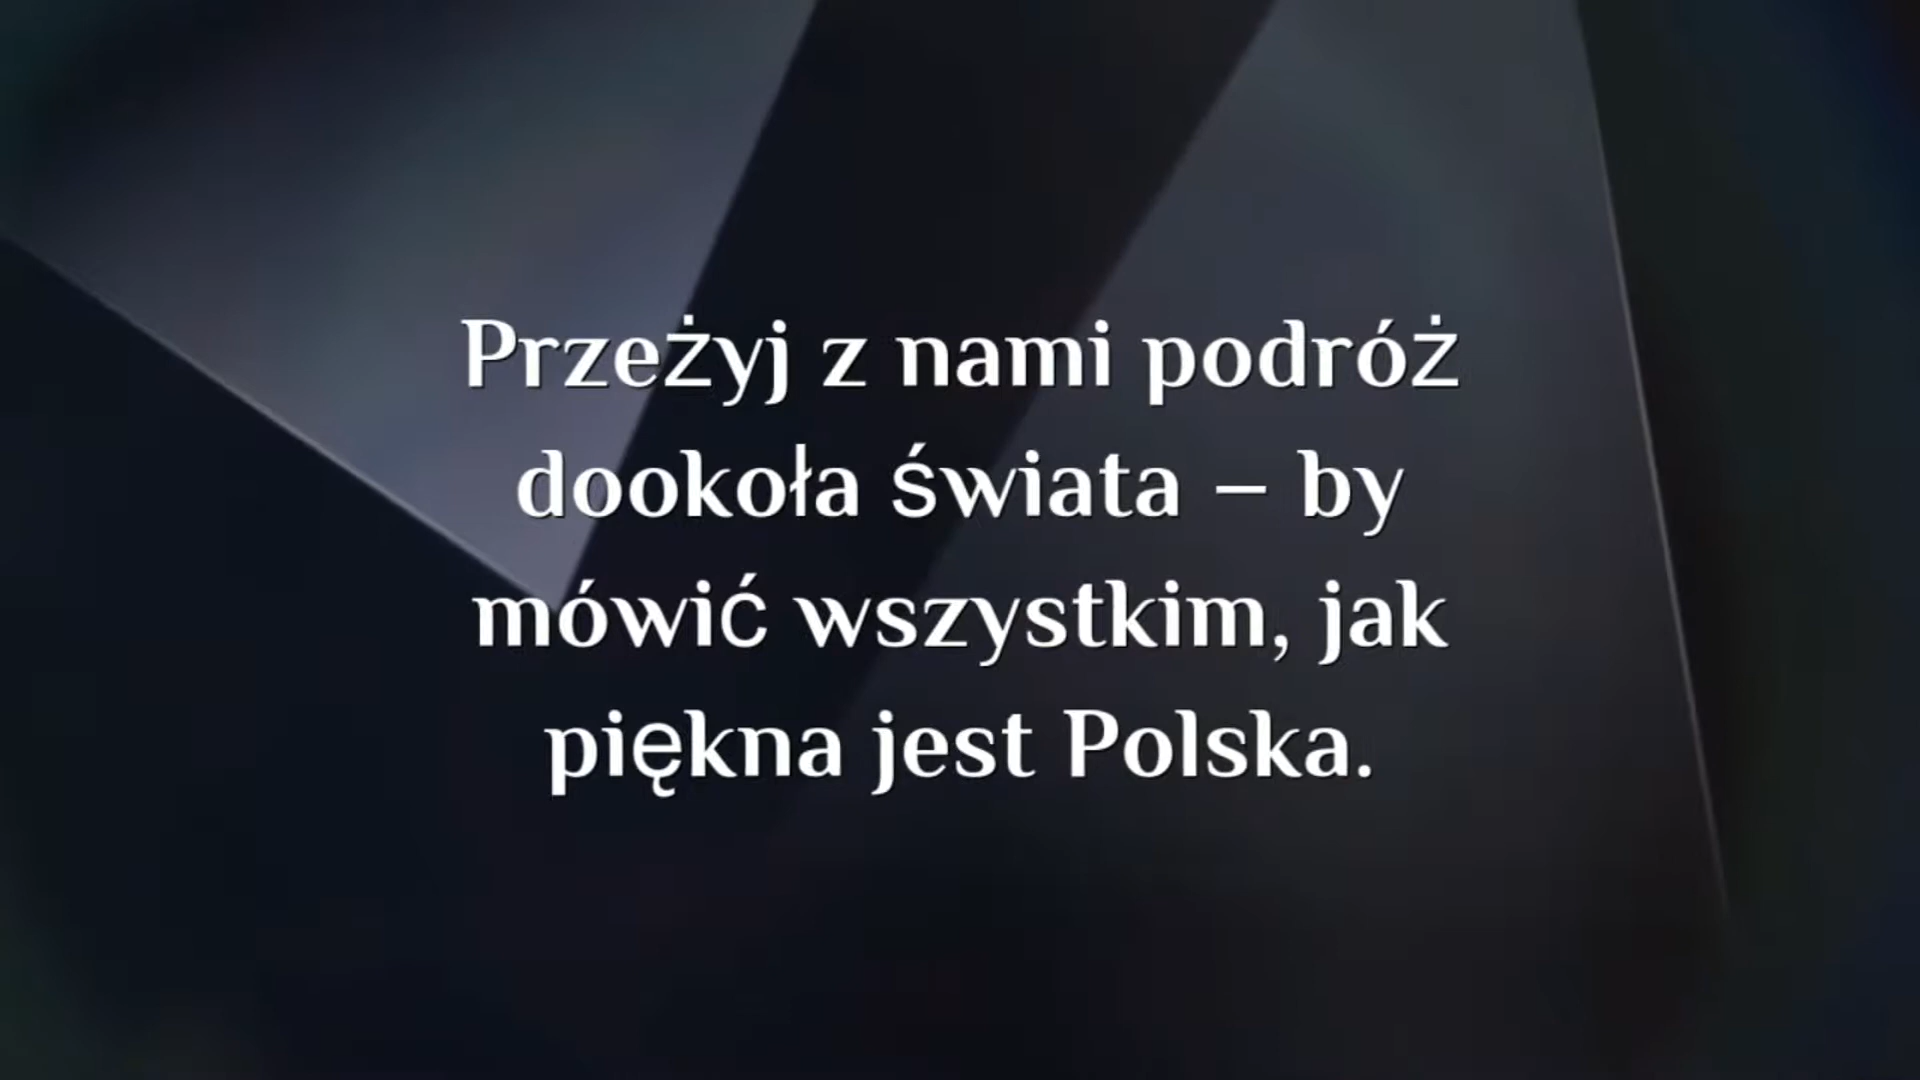 Przeżyj z nami podróż
dookoła świata – by
mówić wszystkim, jak
piękna jest Polska.